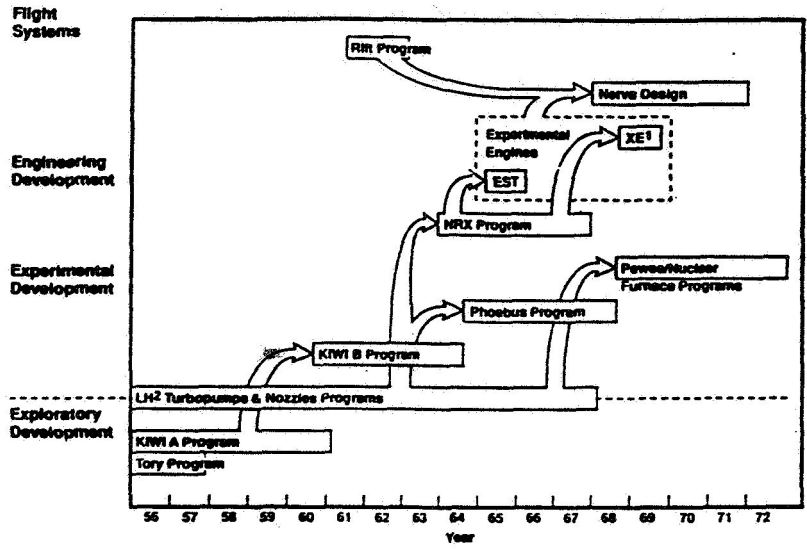 Flight
Systems
Rift Program
Nerva Design
Experimental
Engines
XE1
Engineering
Development
EST
NRX Program
Experimental
Development
Pewee/Nuclear
Furnace Programs
Phoebus Program
KIWI B Program
LH2 Turbopumps & Nozzles Programs
Exploratory
Development
KIWI A Program
Tory Program
56 57 58 59 60 61 62 63 64 65 66 67 68 69 70 71 72
Year